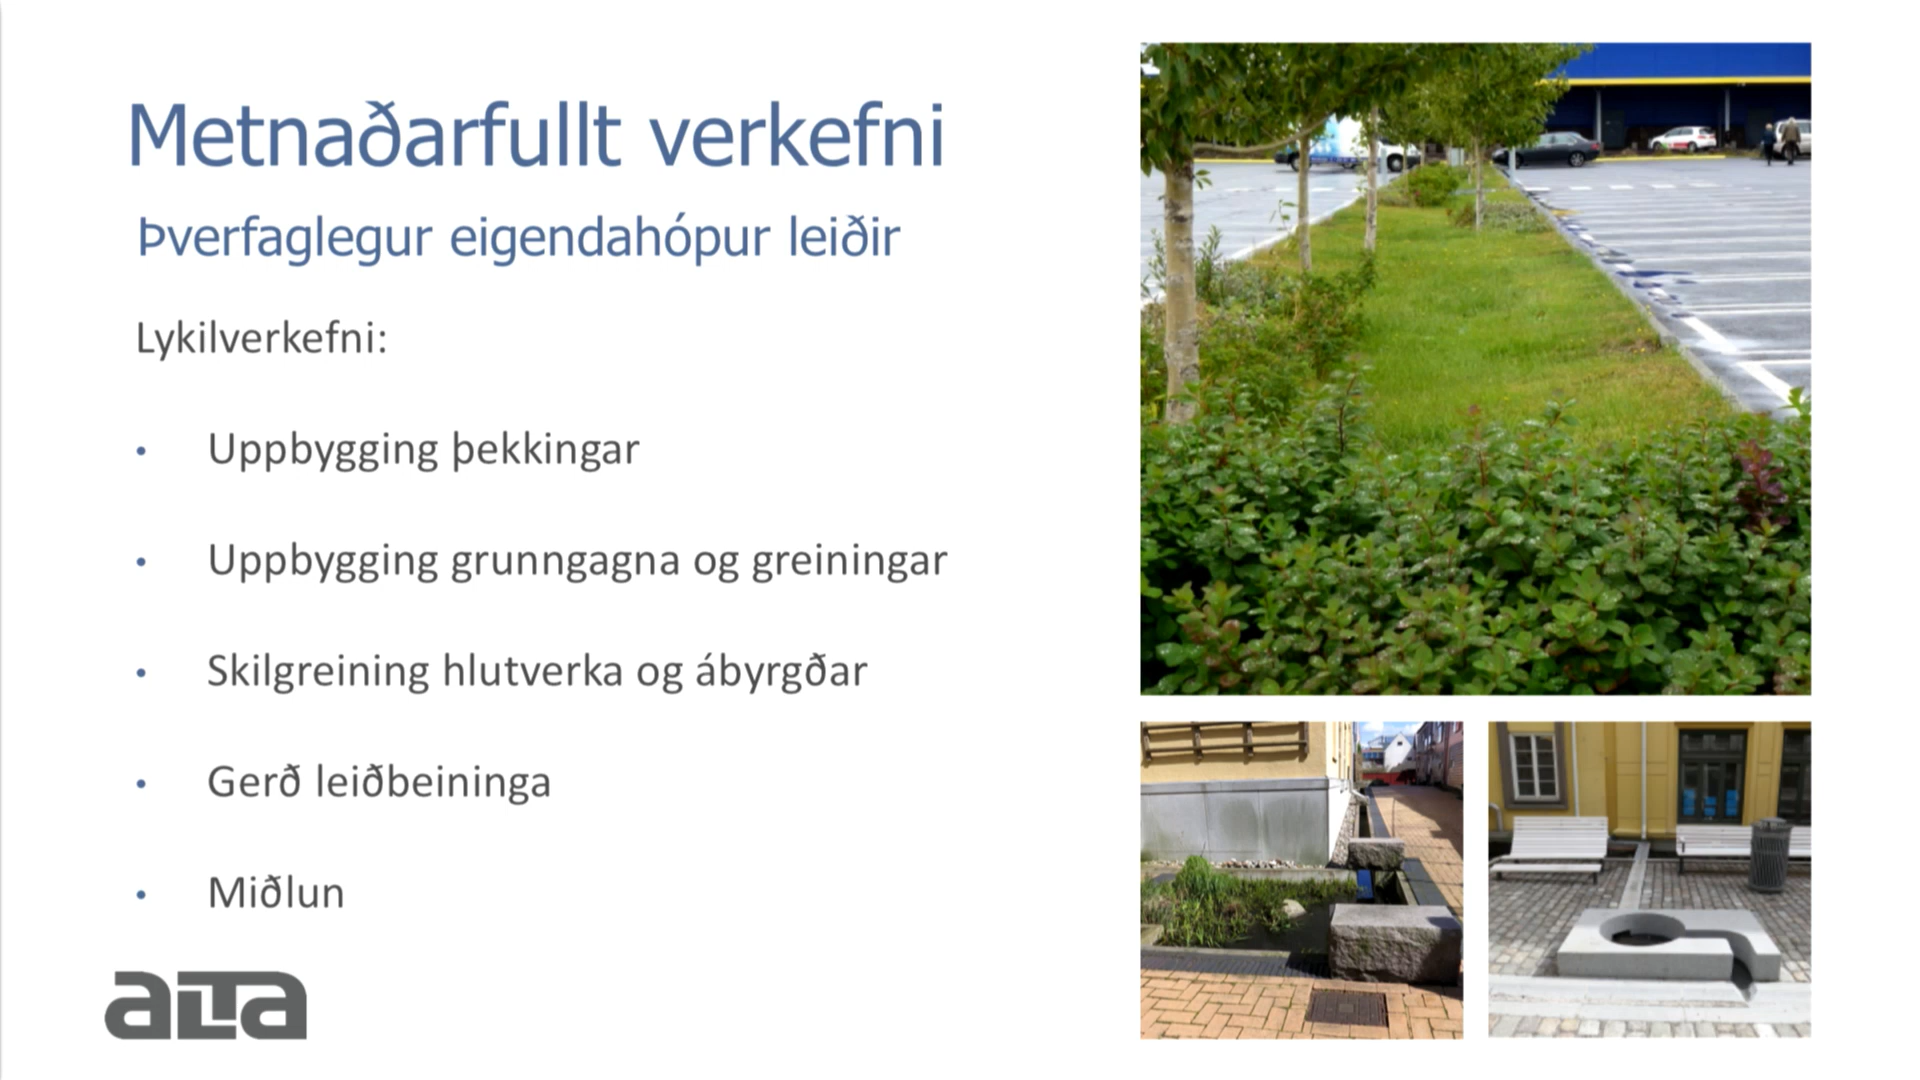 Metnaðarfullt verkefni
Þverfaglegur eigendahópur leiðir
Lykilverkefni:
• Uppbygging þekkingar
• Uppbygging grunngagna og greiningar
• Skilgreining hlutverka og ábyrgðar
• Gerð leiðbeininga
• Miðlun
aLTa